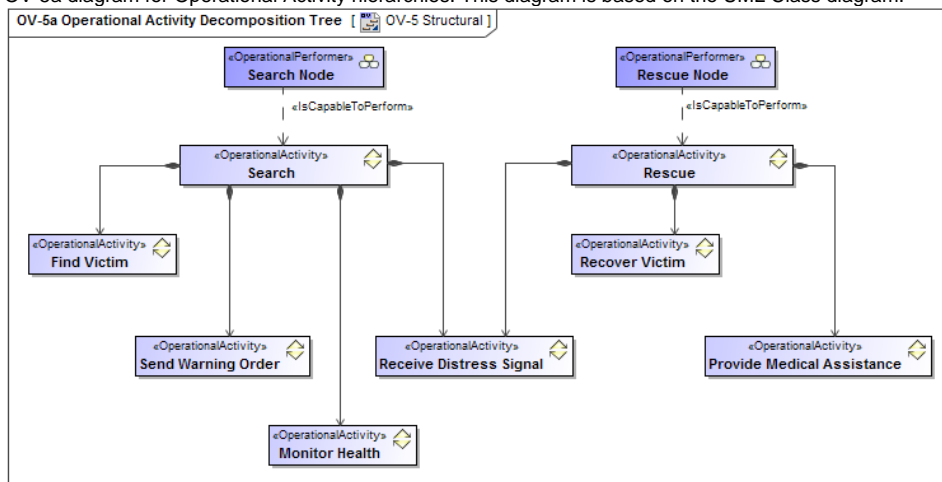 OV-5a diagram for Operational Activity hierarchies. This diagram is based on the UML Class diagram.
OV-5a Operational Activity Decomposition Tree [ OV-5 Structural ]
«OperationalPerformer»
Search Node
«OperationalPerformer»
Rescue Node
«IsCapableToPerform»
«IsCapableToPerform»
«OperationalActivity»
Search
«OperationalActivity»
Rescue
«OperationalActivity»
Find Victim
«OperationalActivity»
Recover Victim
«OperationalActivity»
Send Warning Order
«OperationalActivity»
Receive Distress Signal
«OperationalActivity»
Provide Medical Assistance
«OperationalActivity»
Monitor Health